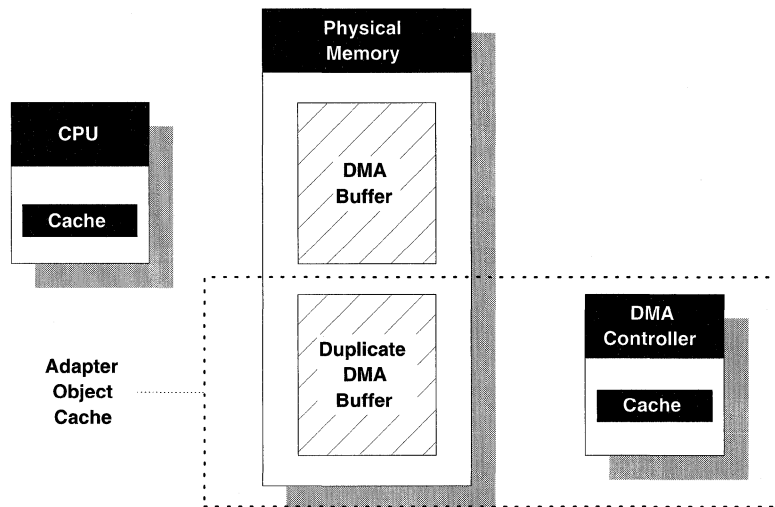 Physical
Memory
CPU
Cache
DMA
Buffer
Duplicate
DMA
Buffer
DMA
Controller
Cache
Adapter
Object
Cache